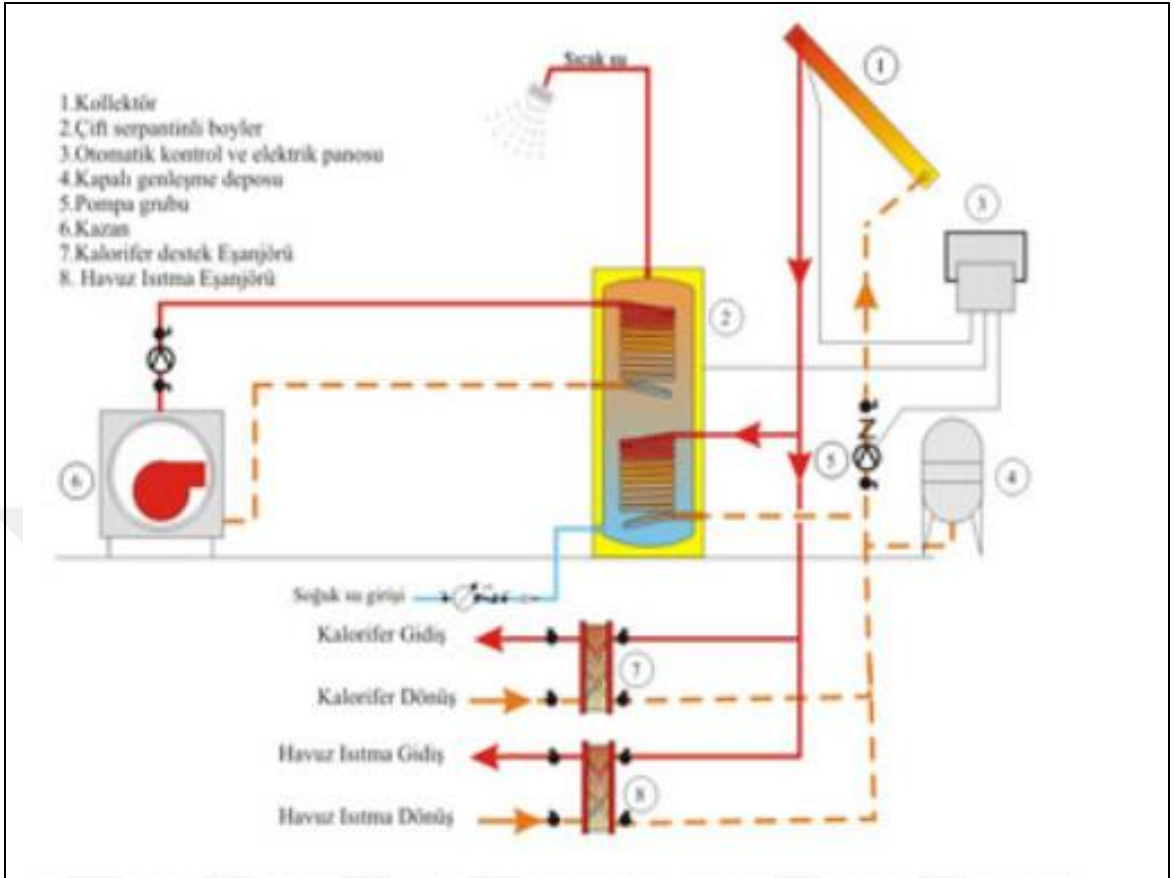 Sıcak su
1
1.Kollektör
2.Çift serpantinli boyler
3.Otomatik kontrol ve elektrik panosu
4.Kapalı genleşme deposu
5.Pompa grubu
6.Kazan
7.Kalorifer destek Eşanjörü
8. Havuz Isıtma Eşanjörü
3
2
5
6
4
Soğuk su girişi
Kalorifer Gidiş
7
Kalorifer Dönüş
Havuz Isıtma Gidiş
8
Havuz Isıtma Dönüş